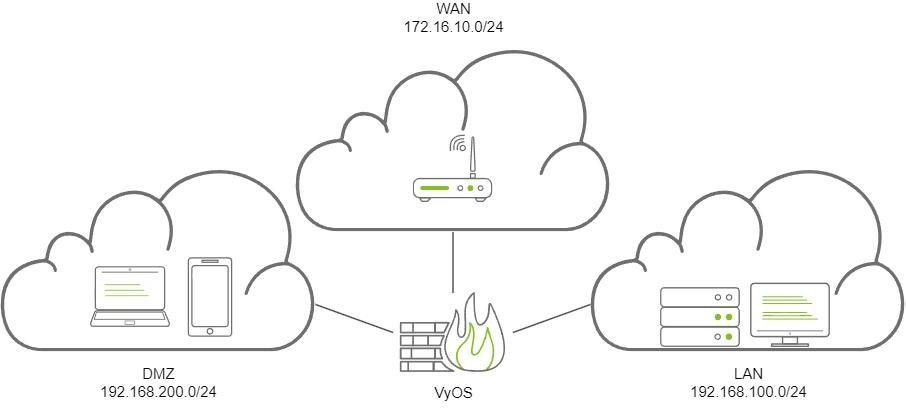 WAN
172.16.10.0/24
DMZ
192.168.200.0/24
VyOS
LAN
192.168.100.0/24